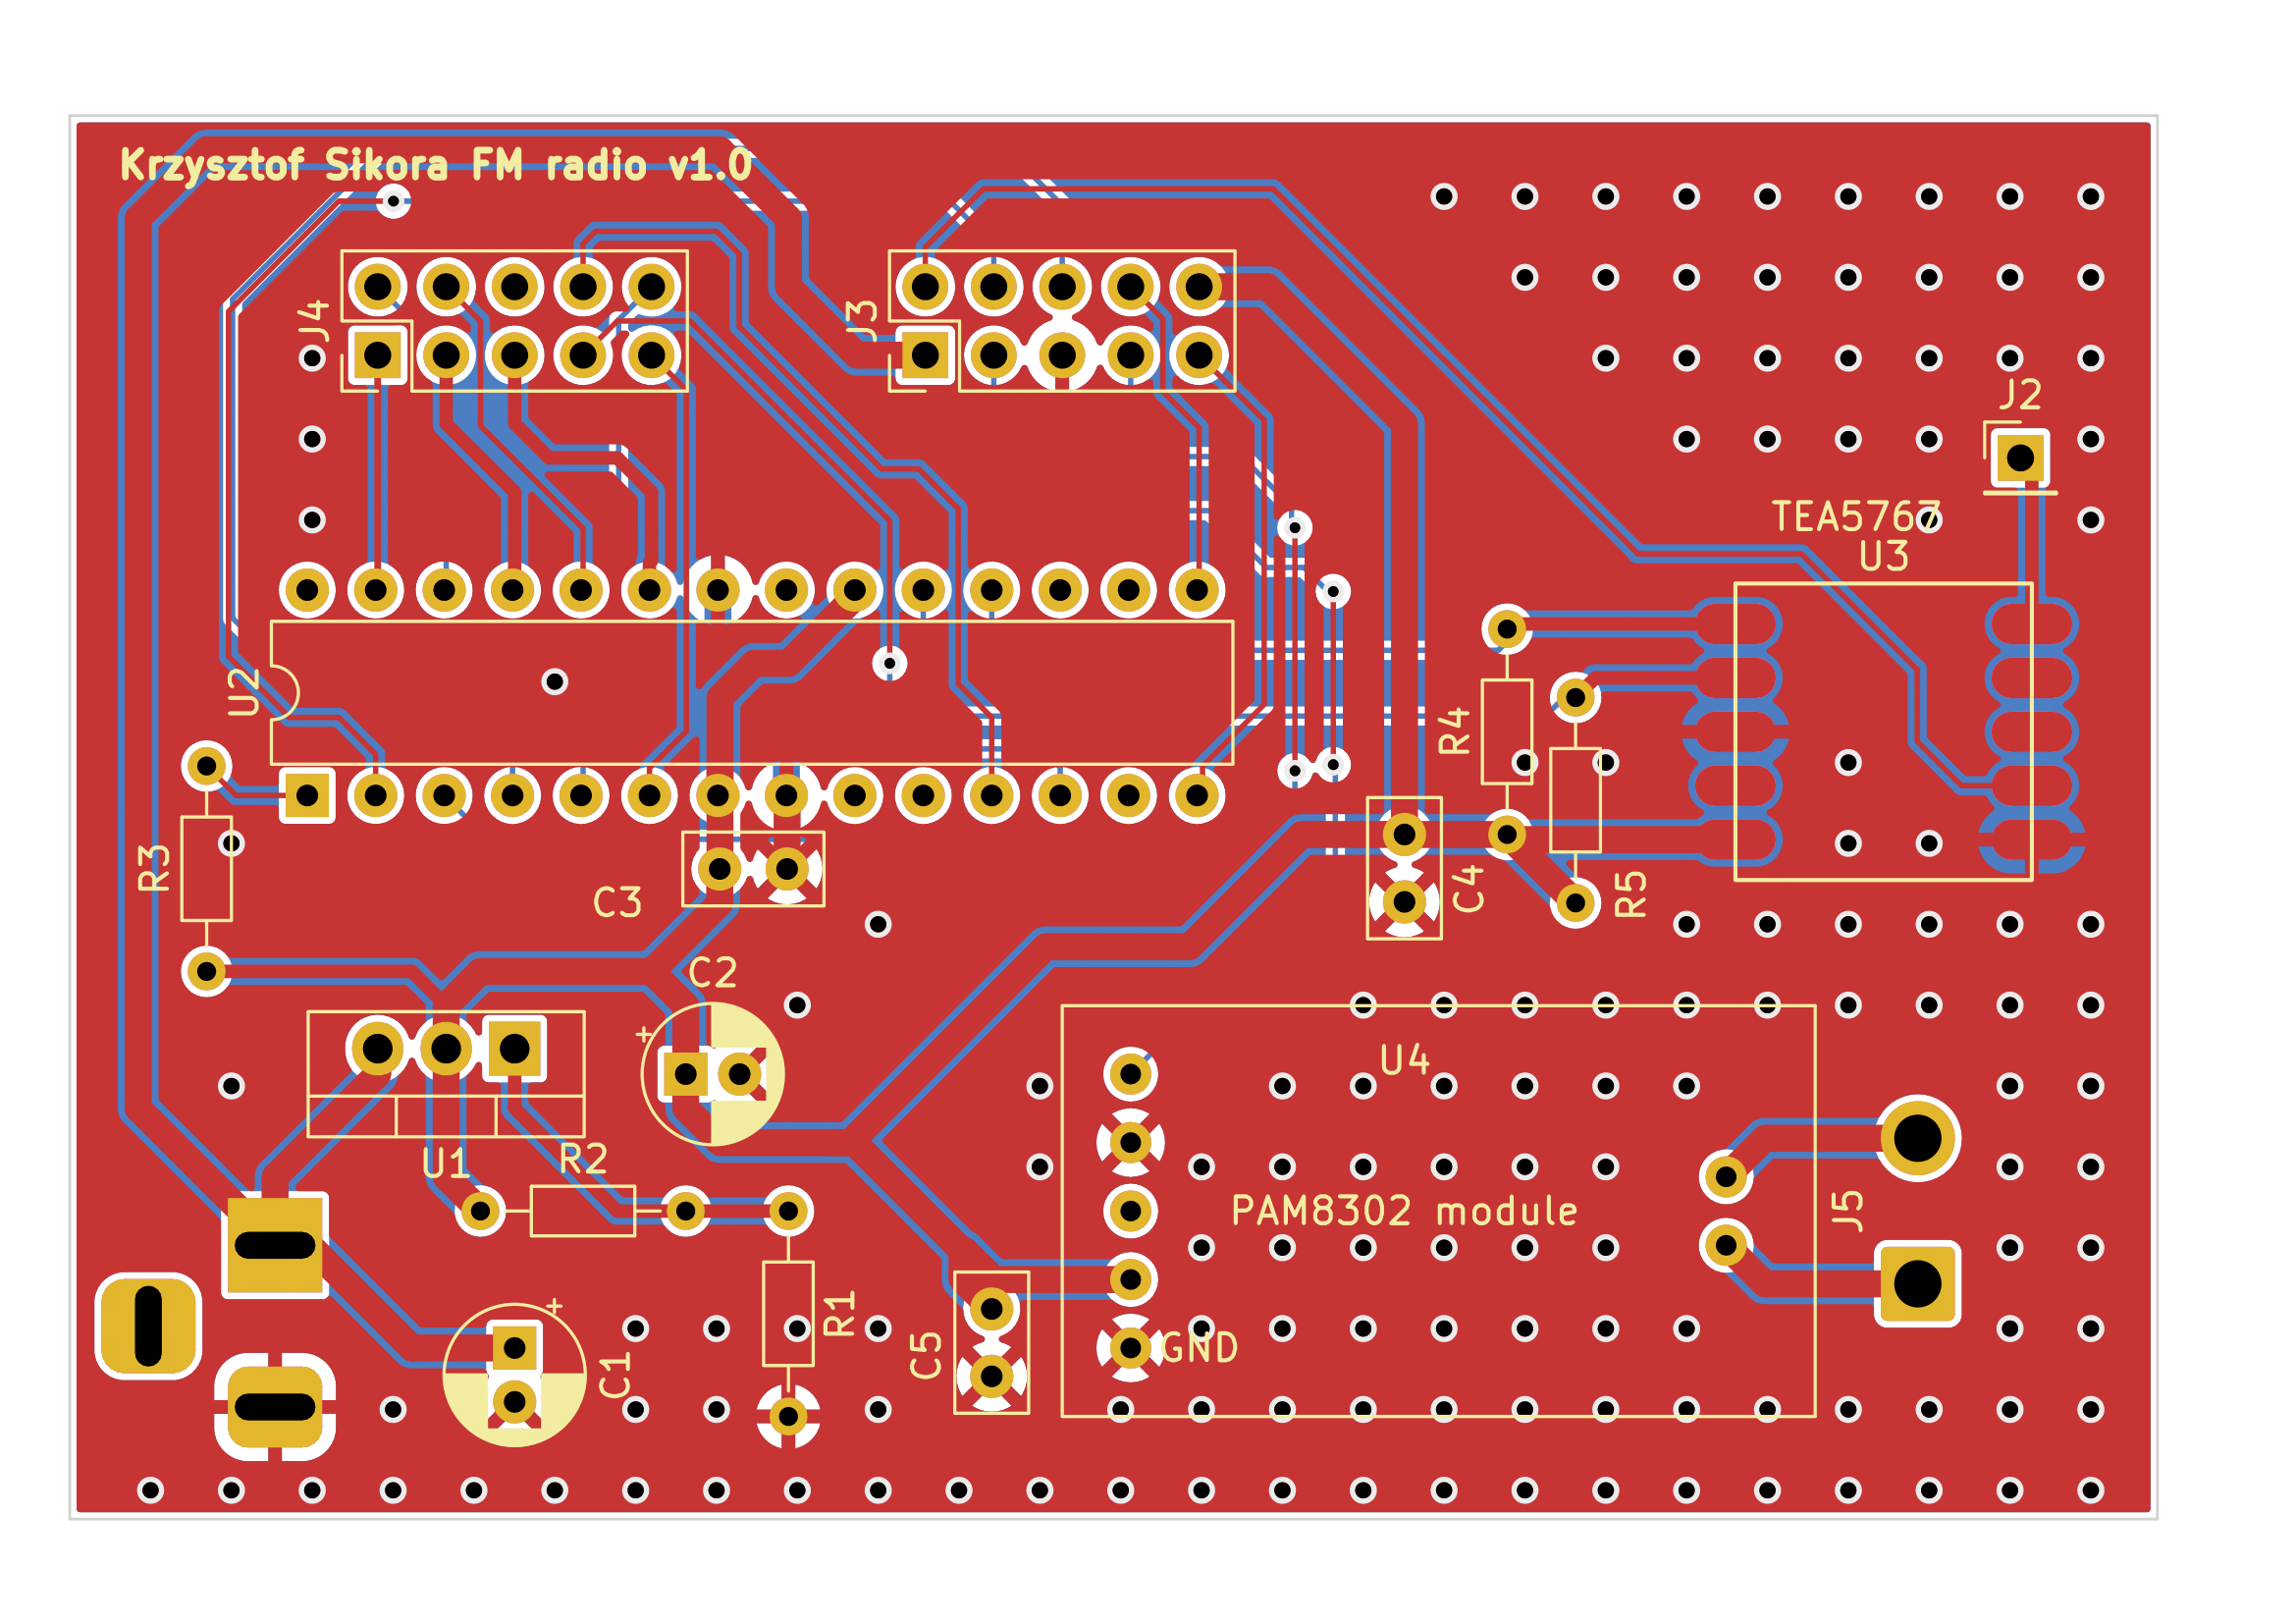 Krzysztof Sikora FM radio v1.0
J4
J3
J2
TEA5767
U3
U2
R4
R3
C3
C4
R5
C2
+
U4
U1
R2
PAM8302 module
J5
+
R1
C5
GND
C1